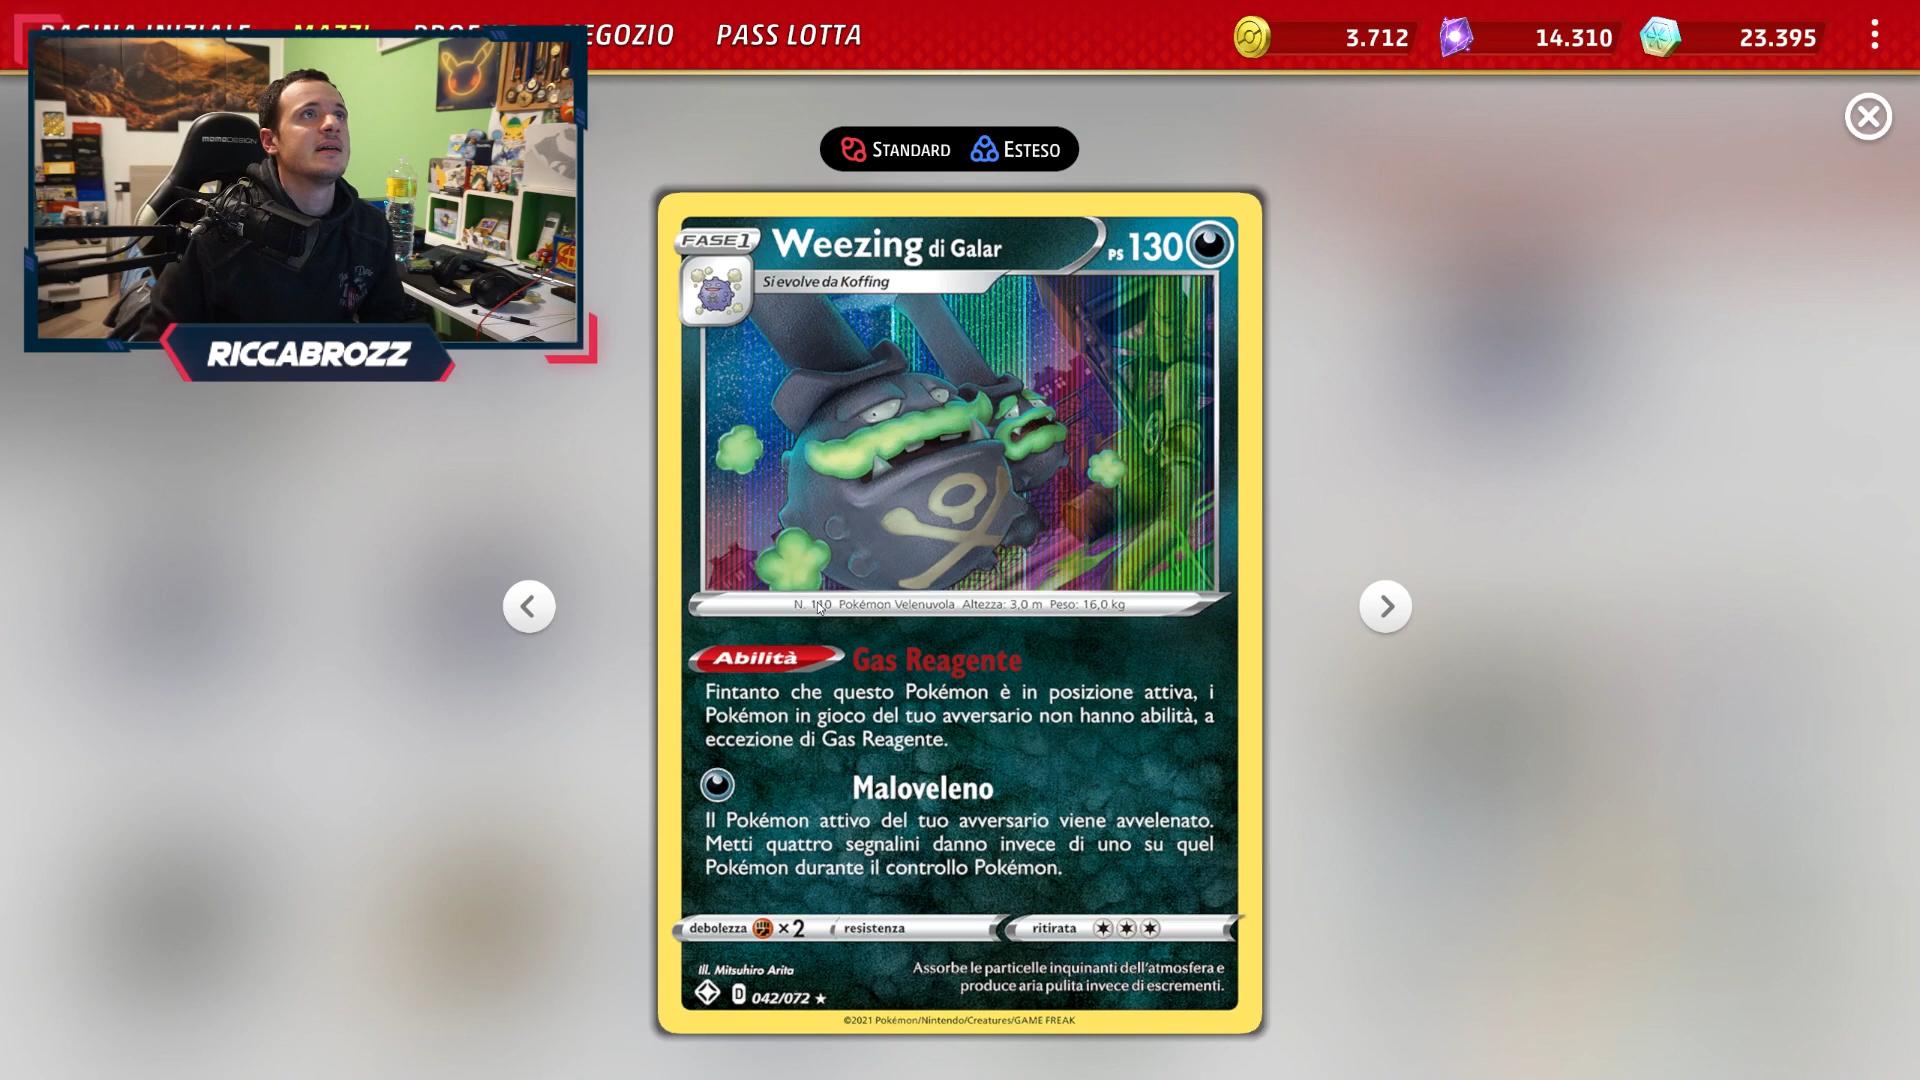 NEGOZIO PASS LOTTA 3.712 14.310 23.395
momoDESIGN
RICCABROZZ
STANDARD ESTESO
FASE 1 Weezing di Galar PS 130
Si evolve da Koffing
N. 110 Pokémon Velenuvola Altezza: 3,0 m Peso: 16,0 kg
Abilità Gas Reagente
Fintanto che questo Pokémon è in posizione attiva, i
Pokémon in gioco del tuo avversario non hanno abilità, a
eccezione di Gas Reagente.
Maloveleno
Il Pokémon attivo del tuo avversario viene avvelenato.
Metti quattro segnalini danno invece di uno su quel
Pokémon durante il controllo Pokémon.
debolezza ×2 resistenza ritirata
Ill. Mitsuhiro Arita
Assorbe le particelle inquinanti dell'atmosfera e
produce aria pulita invece di escrementi.
D 042/072 ★
©2021 Pokémon/Nintendo/Creatures/GAME FREAK